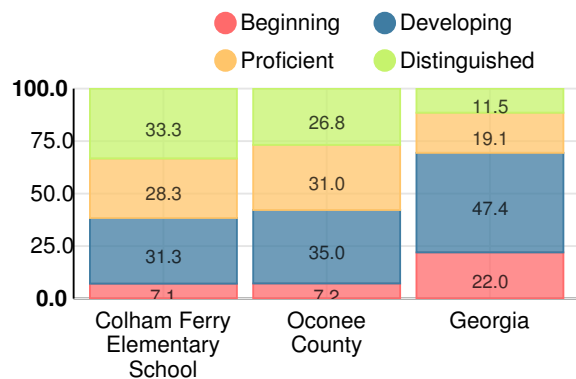 Beginning
Developing
Proficient
Distinguished
100.0
75.0
50.0
25.0
0.0
33.3
28.3
31.3
7.1
26.8
31.0
35.0
7.2
11.5
19.1
47.4
22.0
Colham Ferry
Elementary
School
Oconee
County
Georgia